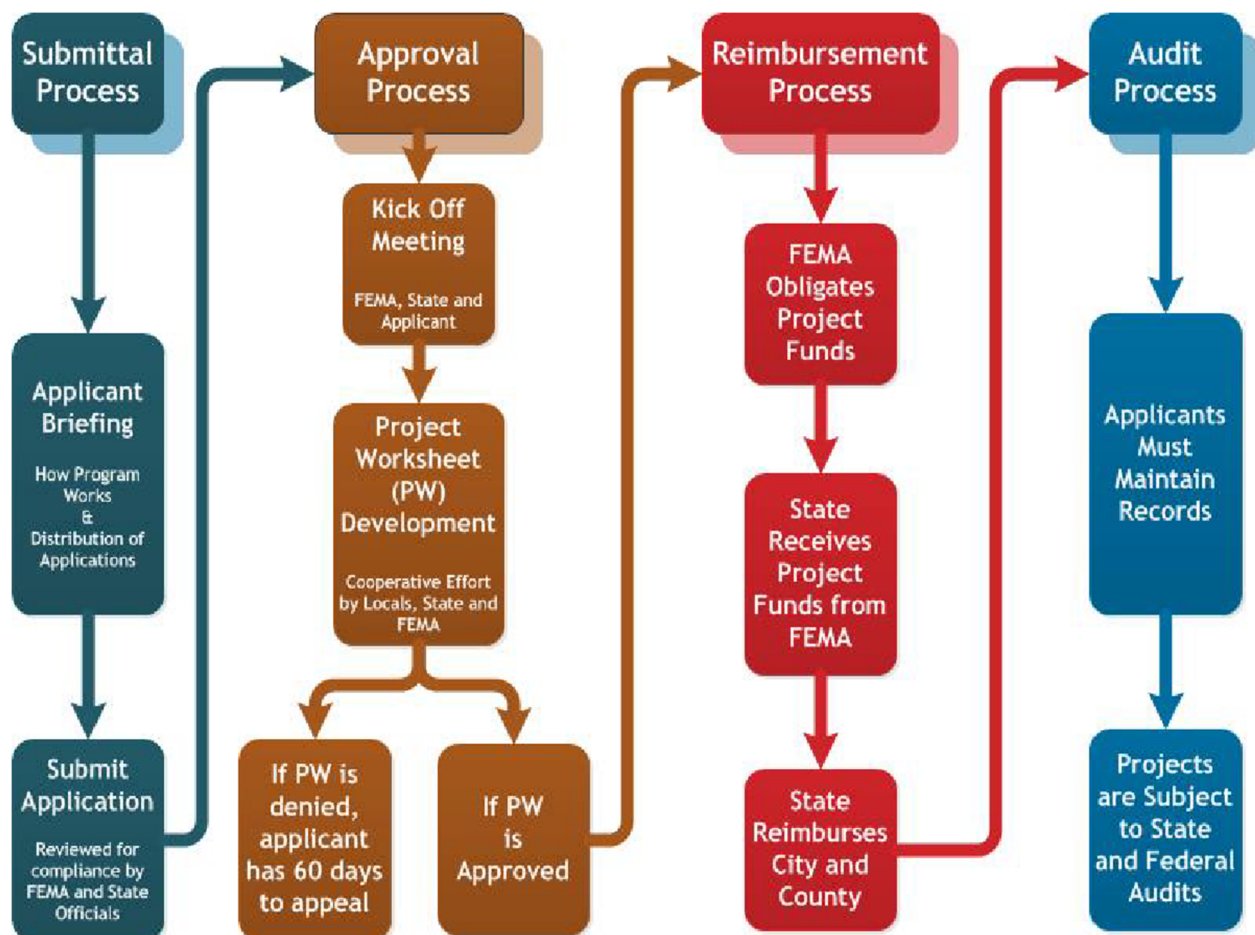 Submittal
Process
Applicant
Briefing
How Program
Works
&
Distribution of
Applications
Submit
Application
Reviewed for
compliance by
FEMA and State
Officials
Approval
Process
Kick Off
Meeting
FEMA, State and
Applicant
Project
Worksheet
(PW)
Development
Cooperative Effort
by Locals, State and
FEMA
If PW is
denied,
applicant
has 60 days
to appeal
If PW
is
Approved
Reimbursement
Process
FEMA
Obligates
Project
Funds
State
Receives
Project
Funds from
FEMA
State
Reimburses
City and
County
Audit
Process
Applicants
Must
Maintain
Records
Projects
are Subject
to State
and Federal
Audits